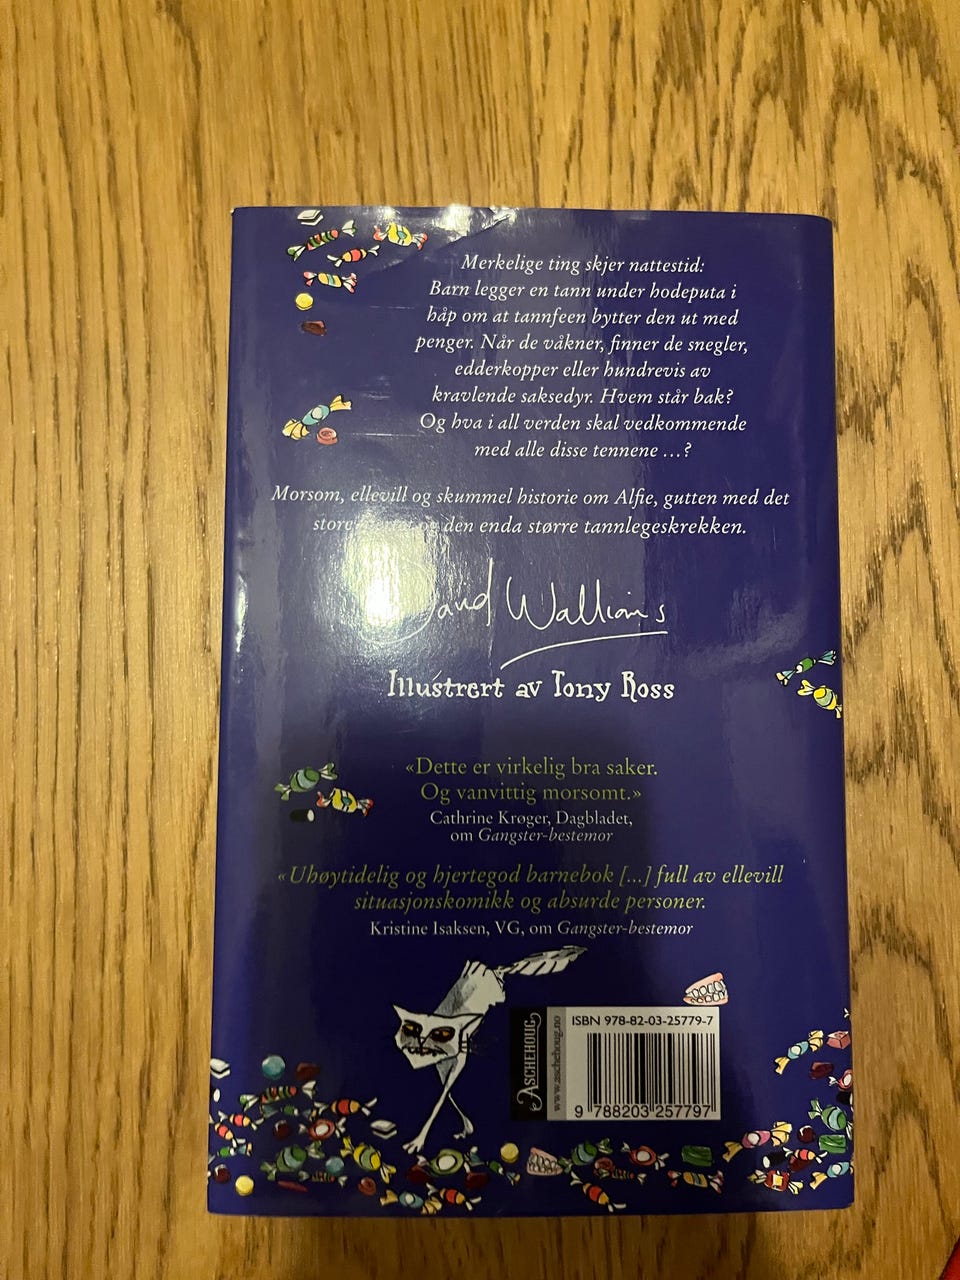 Merkelige ting skjer nattestid:
Barn legger en tann under hodeputa i
håp om at tannfeen bytter den ut med
penger. Når de våkner, finner de snegler,
edderkopper eller hundrevis av
kravlende saksedyr. Hvem står bak?
Og hva i all verden skal vedkommende
med alle disse tennene …?
Morsom, ellevill og skummel historie om Alfie, gutten med det
store hjertet og den enda større tannlegeskrekken.
David Walliams
Illustrert av Tony Ross
«Dette er virkelig bra saker.
Og vanvittig morsomt.»
Cathrine Krøger, Dagbladet,
om Gangster-bestemor
«Uhøytidelig og hjertegod barnebok [...] full av ellevill
situasjonskomikk og absurde personer.
Kristine Isaksen, VG, om Gangster-bestemor
ASCHEHOUG
www.aschehoug.no
ISBN 978-82-03-25779-7
9 788203 257797